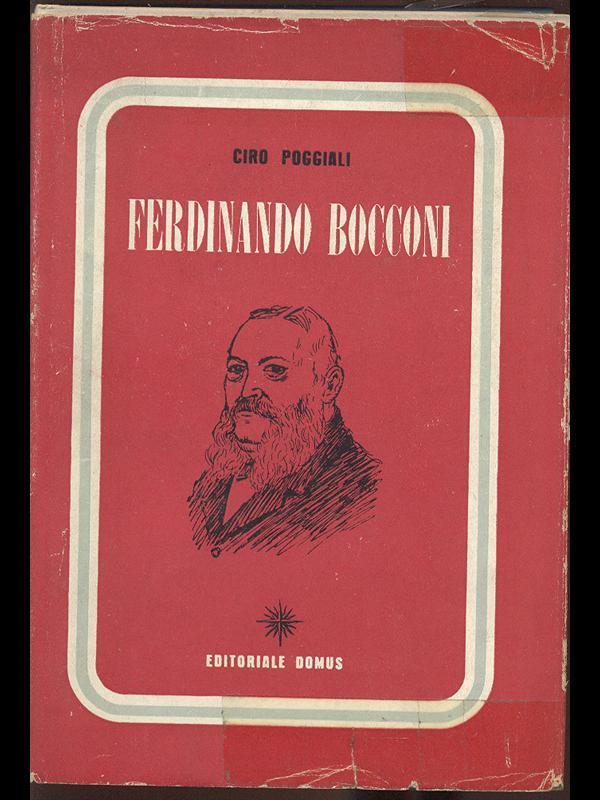 CIRO POGGIALI
FERDINANDO BOCCONI
EDITORIALE DOMUS